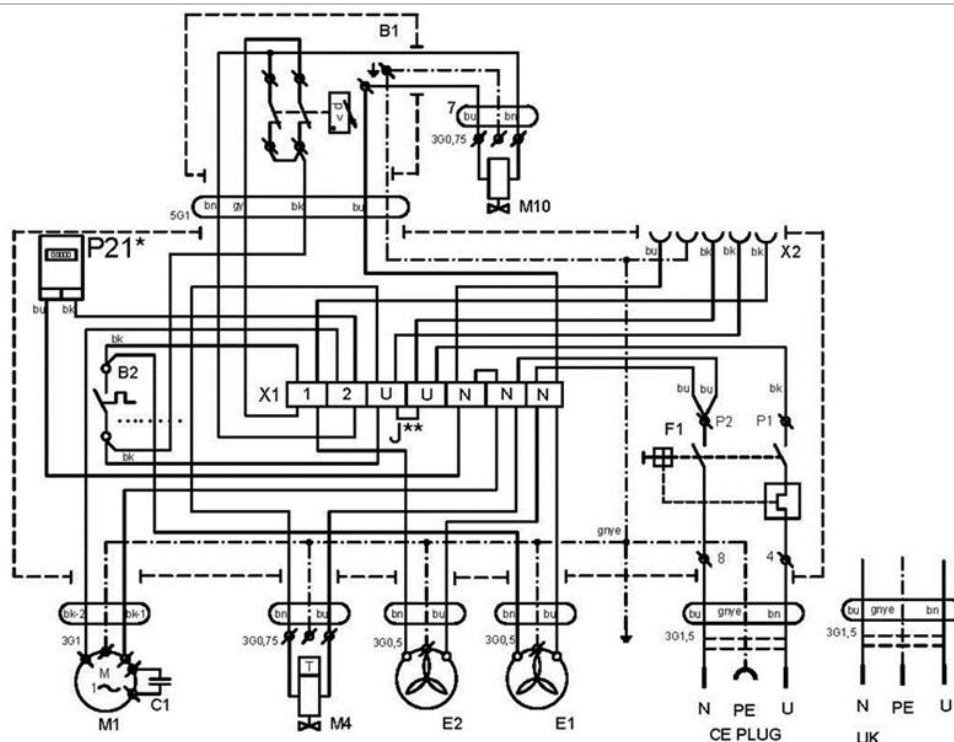 B1
7
bu bn
3G0,75
M10
P
<
bn gy bk bu
5G1
P21*
00000
bu bk
bu bk bk bk
X2
bk
B2
X1 1 2 U U N N N
J**
bk
bu bu bk
P2 P1
F1
gnye
8 4
bk-2 bk-1
bn bu
bn bu
bn bu
bu gnye bn
bu gnye bn
3G1
3G0,75
3G0,5
3G0,5
3G1,5
3G1,5
M
1
T
C1
M1
M4
E2
E1
N PE U
N PE U
CE PLUG
UK